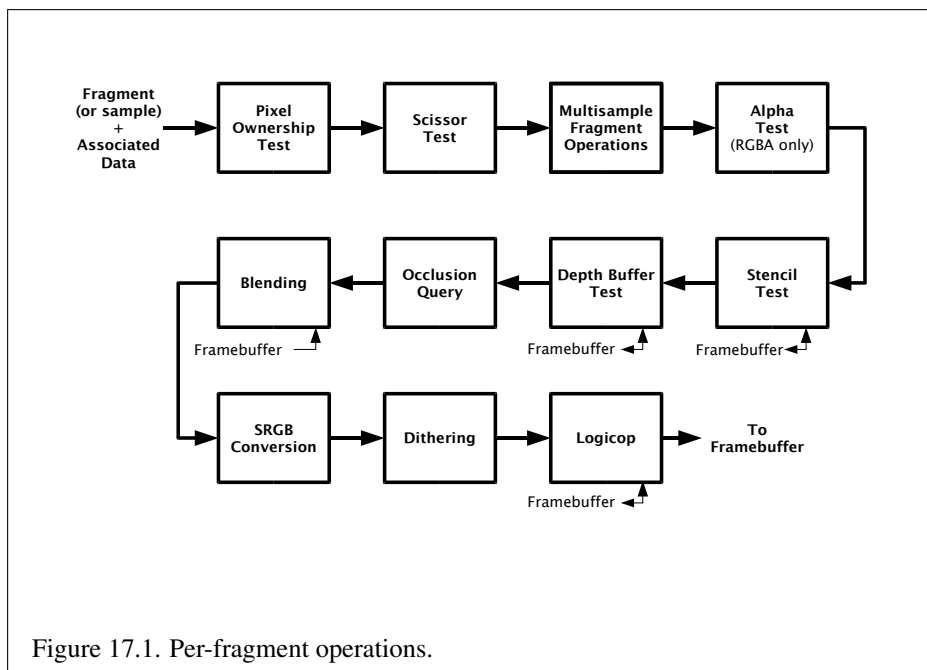 Fragment
(or sample)
+
Associated
Data
Pixel
Ownership
Test
Scissor
Test
Multisample
Fragment
Operations
Alpha
Test
(RGBA only)
Blending
Occlusion
Query
Depth Buffer
Test
Stencil
Test
Framebuffer
Framebuffer
Framebuffer
SRGB
Conversion
Dithering
Logicop
To
Framebuffer
Framebuffer
Figure 17.1. Per-fragment operations.